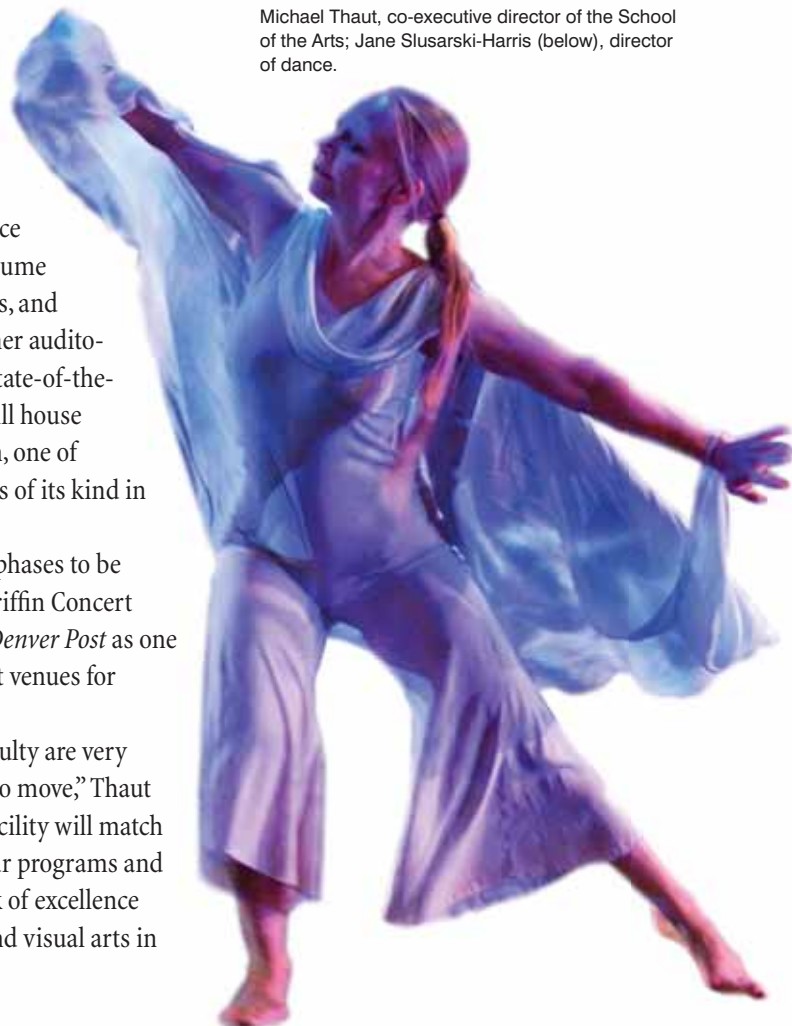 Michael Thaut, co-executive director of the School
of the Arts; Jane Slusarski-Harris (below), director
of dance.
ce
ume
s, and
ner audito-
tate-of-the-
ll house
n, one of
s of its kind in
phases to be
riffin Concert
Denver Post as one
t venues for
ulty are very
o move,” Thaut
cility will match
ur programs and
k of excellence
nd visual arts in